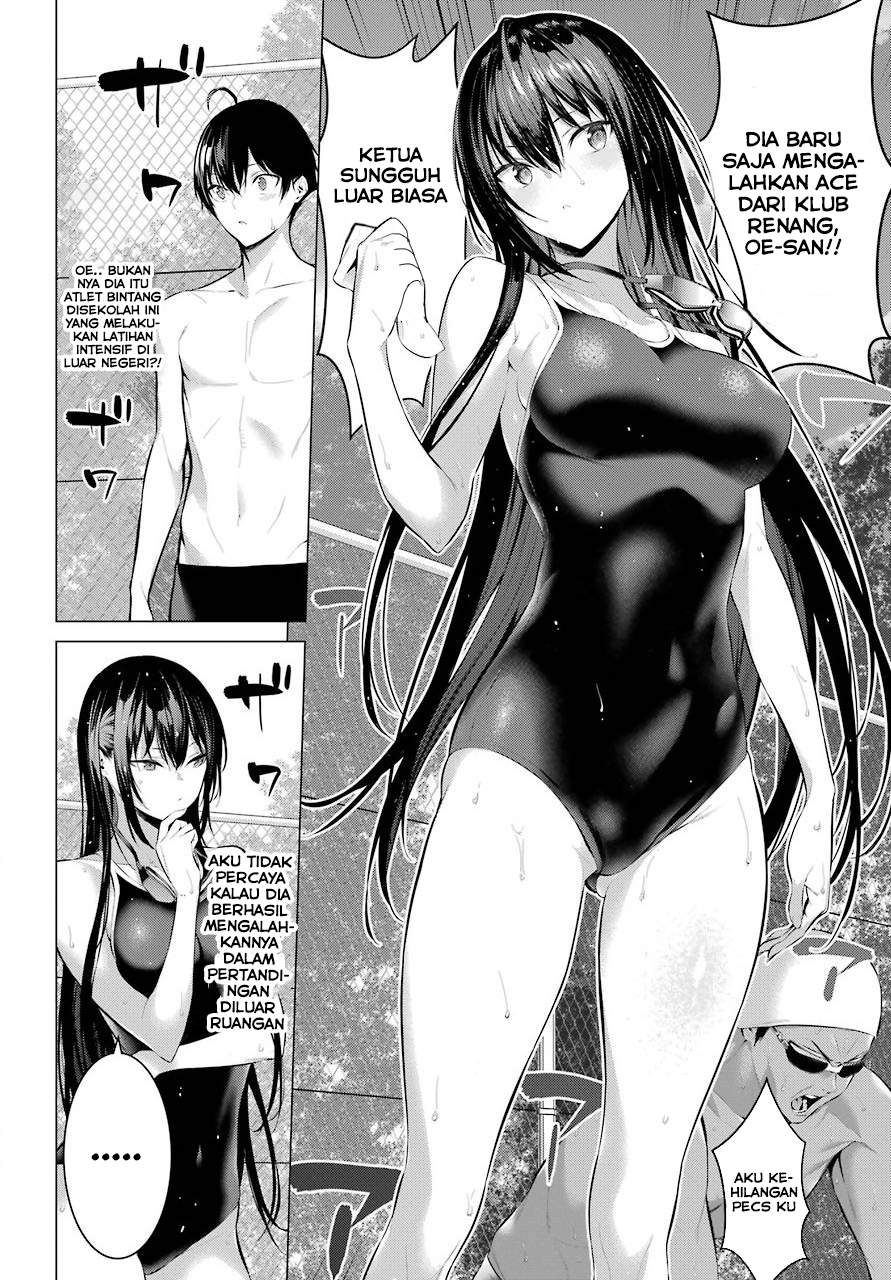 DIA BARU
SAJA MENGA-
LAHKAN ACE
DARI KLUB
RENANG,
OE-SAN!!
KETUA
SUNGGUH
LUAR BIASA
ザ
ワ
OE.. BUKAN
NYA DIA ITU
ATLET BINTANG
DISEKOLAH INI
YANG MELAKU-
KAN LATIHAN
INTENSIF DI
LUAR NEGERI?!
ザ
ワ
AKU KE-
HILANGAN
PECS KU
ザ
ワ
AKU TIDAK
PERCAYA
KALAU DIA
BERHASIL
MENGALAH-
KANNYA
DALAM
PERTANDI-
NGAN
DILUAR
RUANGAN
•••••